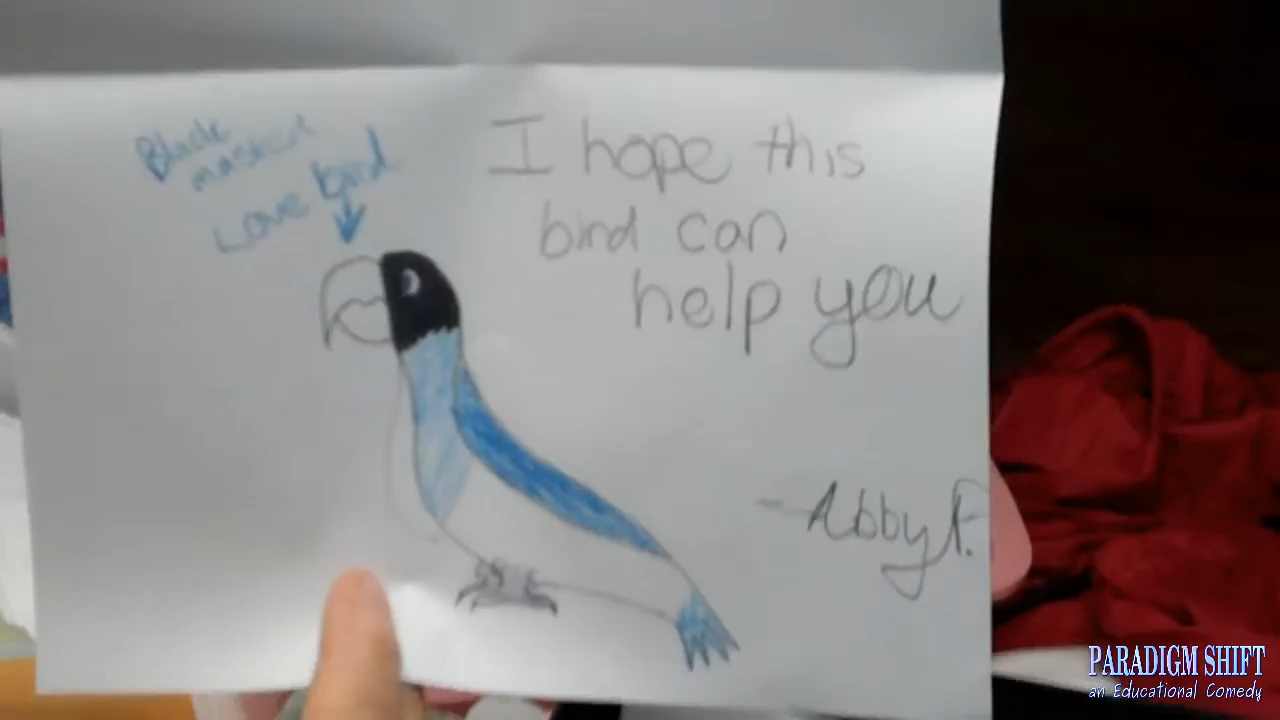 Black
masked
Love bird
I hope this
bird can
help you
- Abby F.
PARADIGM SHIFT
an Educational Comedy